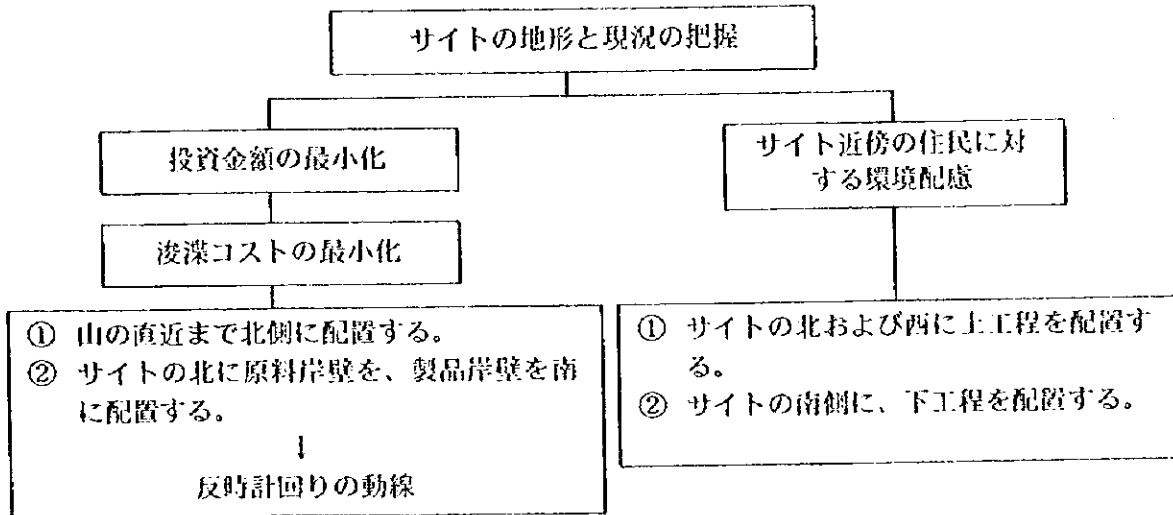 サイトの地形と現況の把握
投資金額の最小化
サイト近傍の住民に対
する環境配慮
浚渫コストの最小化
① 山の直近まで北側に配置する。
② サイトの北に原料岸壁を、製品岸壁を南
に配置する。
↓
反時計回りの動線
① サイトの北および西に上工程を配置す
る。
② サイトの南側に、下工程を配置する。